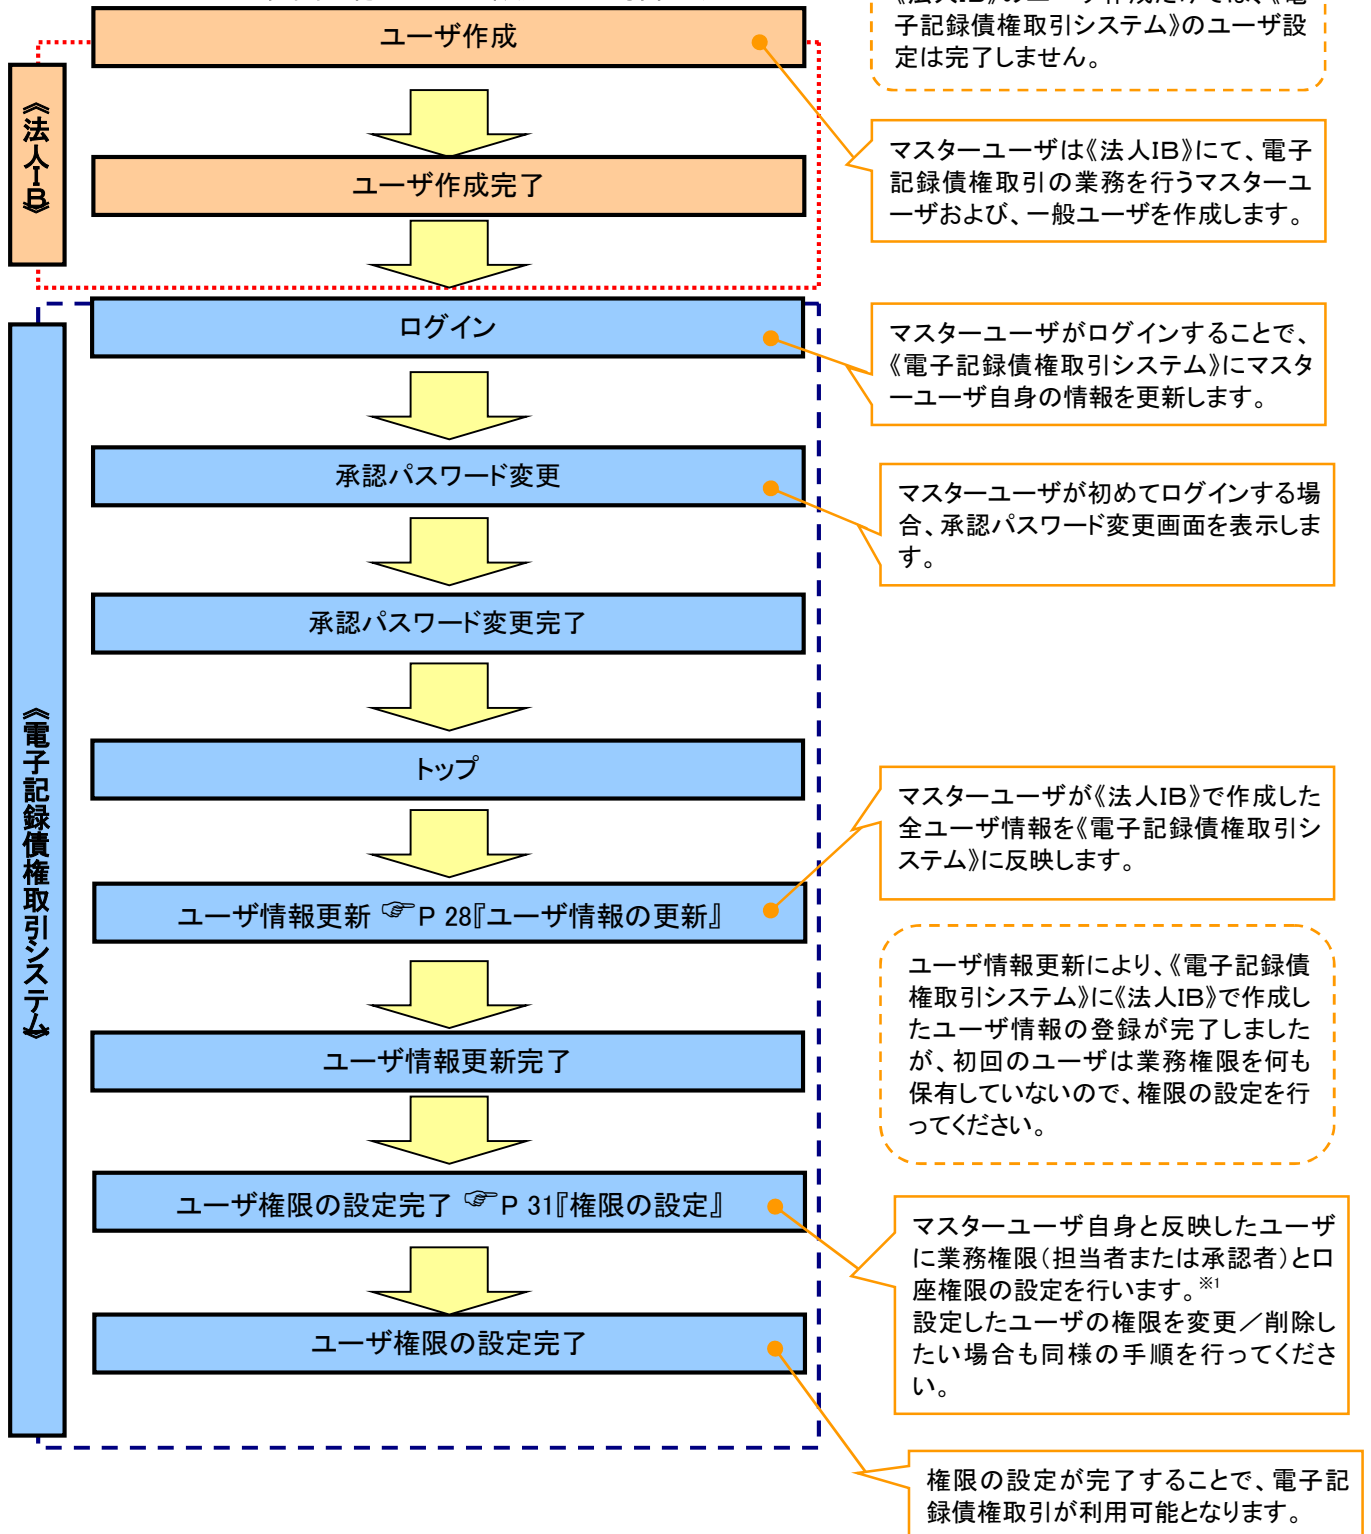 ユーザ作成
子記録債権取引システム》のユーザ設
定は完了しません。
《法人IB》
マスターユーザは《法人IB》にて、電子
記録債権取引の業務を行うマスターユ
ーザおよび、一般ユーザを作成します。
ユーザ作成完了
ログイン
マスターユーザがログインすることで、
《電子記録債権取引システム》にマスタ
ーユーザ自身の情報を更新します。
承認パスワード変更
マスターユーザが初めてログインする場
合、承認パスワード変更画面を表示しま
す。
承認パスワード変更完了
《電子記録債権取引システム》
トップ
マスターユーザが《法人IB》で作成した
全ユーザ情報を《電子記録債権取引シ
ステム》に反映します。
ユーザ情報更新 ☞P 28『ユーザ情報の更新』
ユーザ情報更新により、《電子記録債
権取引システム》に《法人IB》で作成し
たユーザ情報の登録が完了しました
が、初回のユーザは業務権限を何も
保有していないので、権限の設定を行
ってください。
ユーザ情報更新完了
ユーザ権限の設定完了 ☞P 31『権限の設定』
マスターユーザ自身と反映したユーザ
に業務権限(担当者または承認者)と口
座権限の設定を行います。※1
設定したユーザの権限を変更／削除し
たい場合も同様の手順を行ってくださ
い。
ユーザ権限の設定完了
権限の設定が完了することで、電子記
録債権取引が利用可能となります。